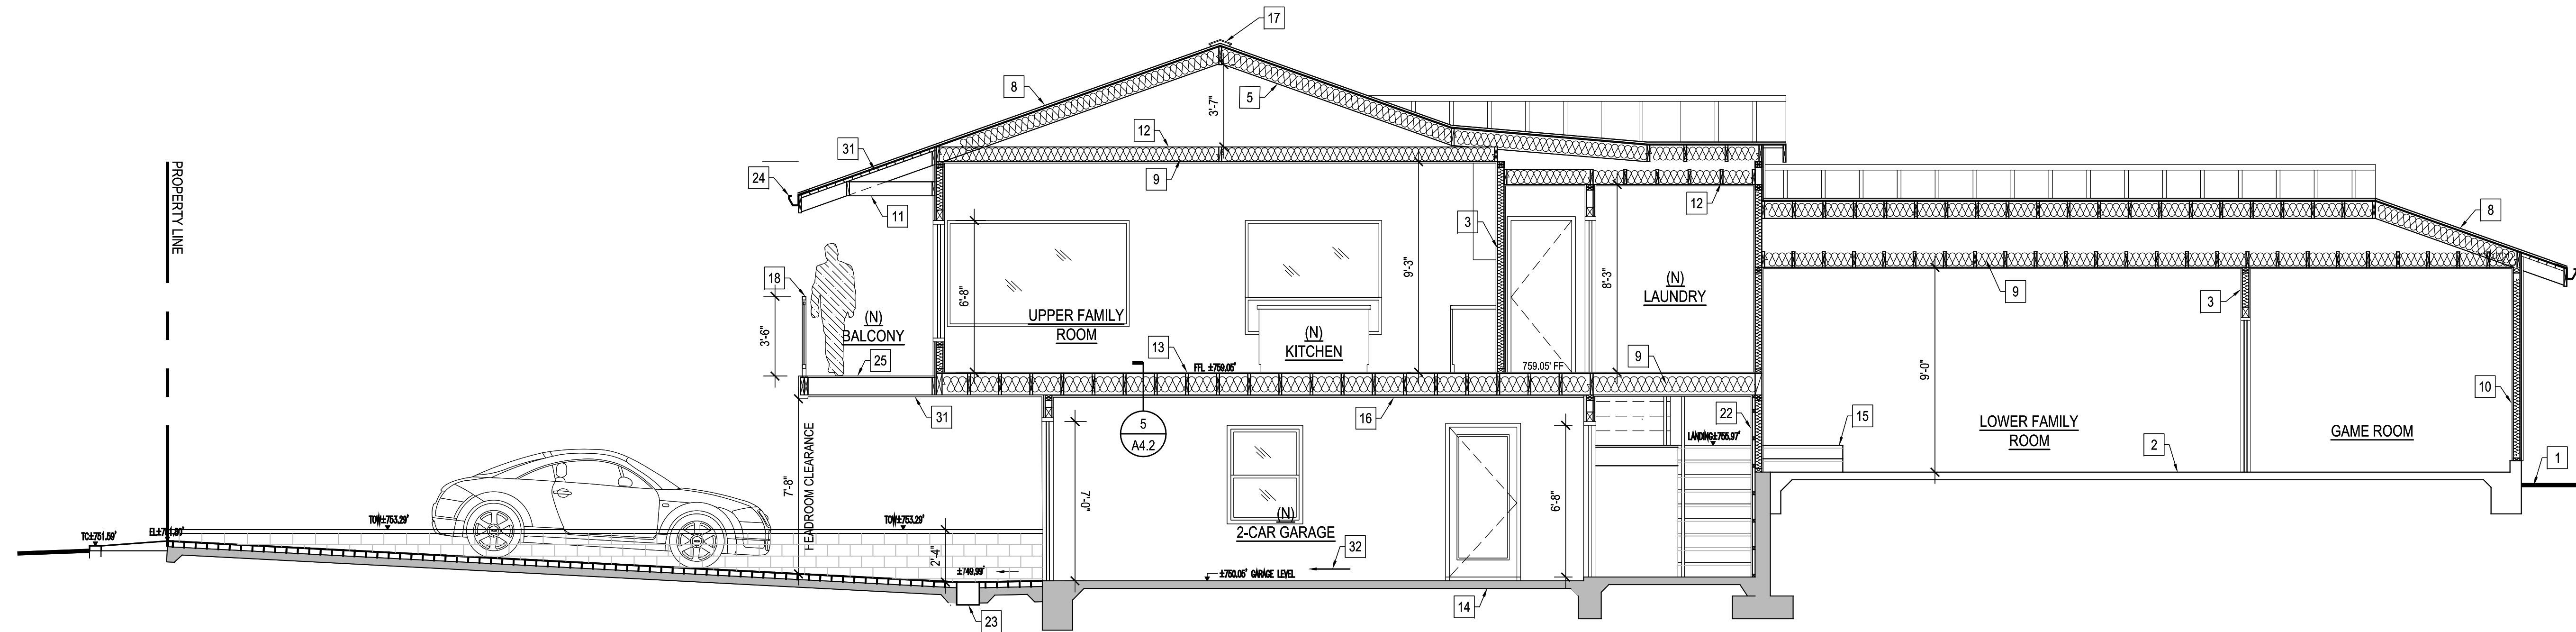 17
8
5
3'-7"
12
31
9
24
11
12
3
8
PROPERTY LINE
18
6'-8"
9'-3"
8'-3"
(N)
LAUNDRY
9
3
3'-6"
(N)
BALCONY
UPPER FAMILY
ROOM
(N)
KITCHEN
25
13
FFL ±759.05'
759.05' FF
9
9'-0"
10
31
5
A4.2
16
22
15
LOWER FAMILY
ROOM
GAME ROOM
LANDING±755.97'
2
1
7'-8"
HEADROOM CLEARANCE
7'-0"
6'-8"
(N)
2-CAR GARAGE
TC±751.59'
TOW±753.29'
TOW±753.29'
2'-4"
±749.99'
±750.05' GARAGE LEVEL
32
23
14